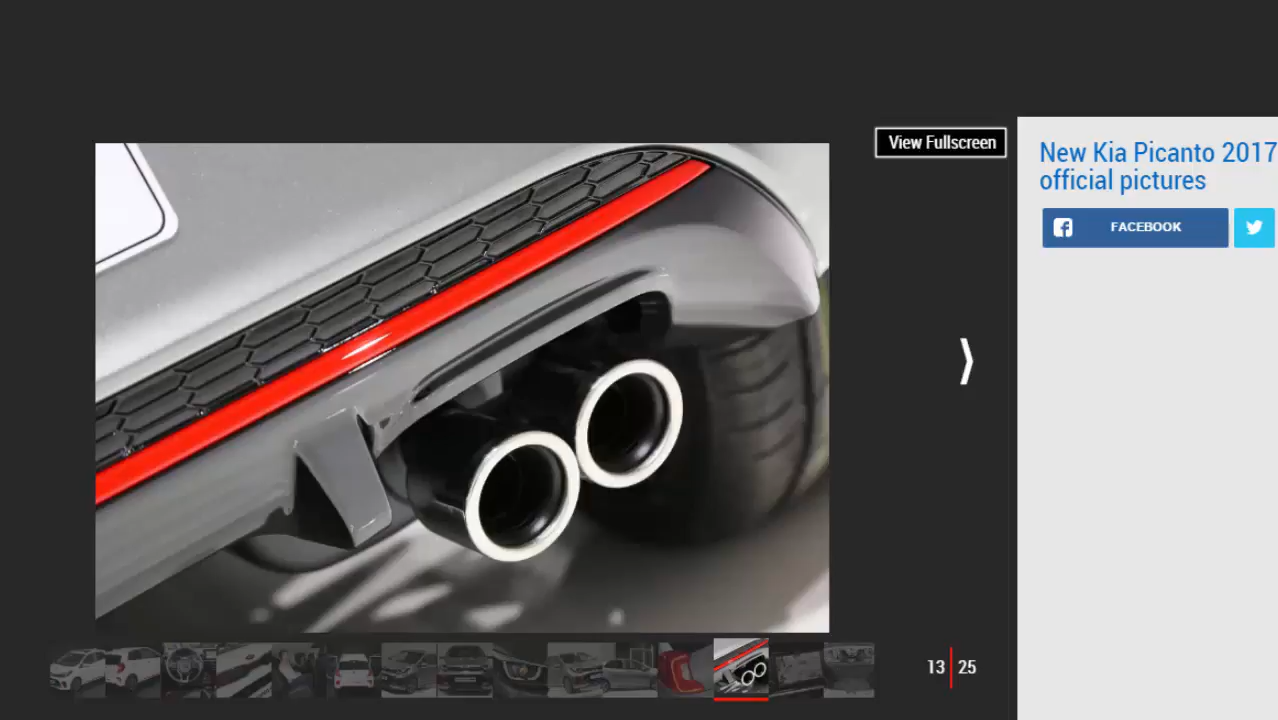 View Fullscreen
New Kia Picanto 2017
official pictures
FACEBOOK
13 25